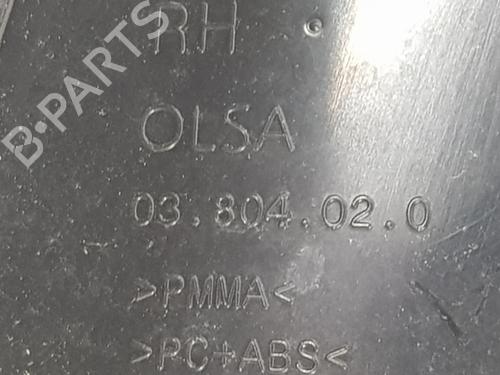 RH
OLSA
03.804.02.0
>PMMA<
>PC+ABS<
B-PARTS